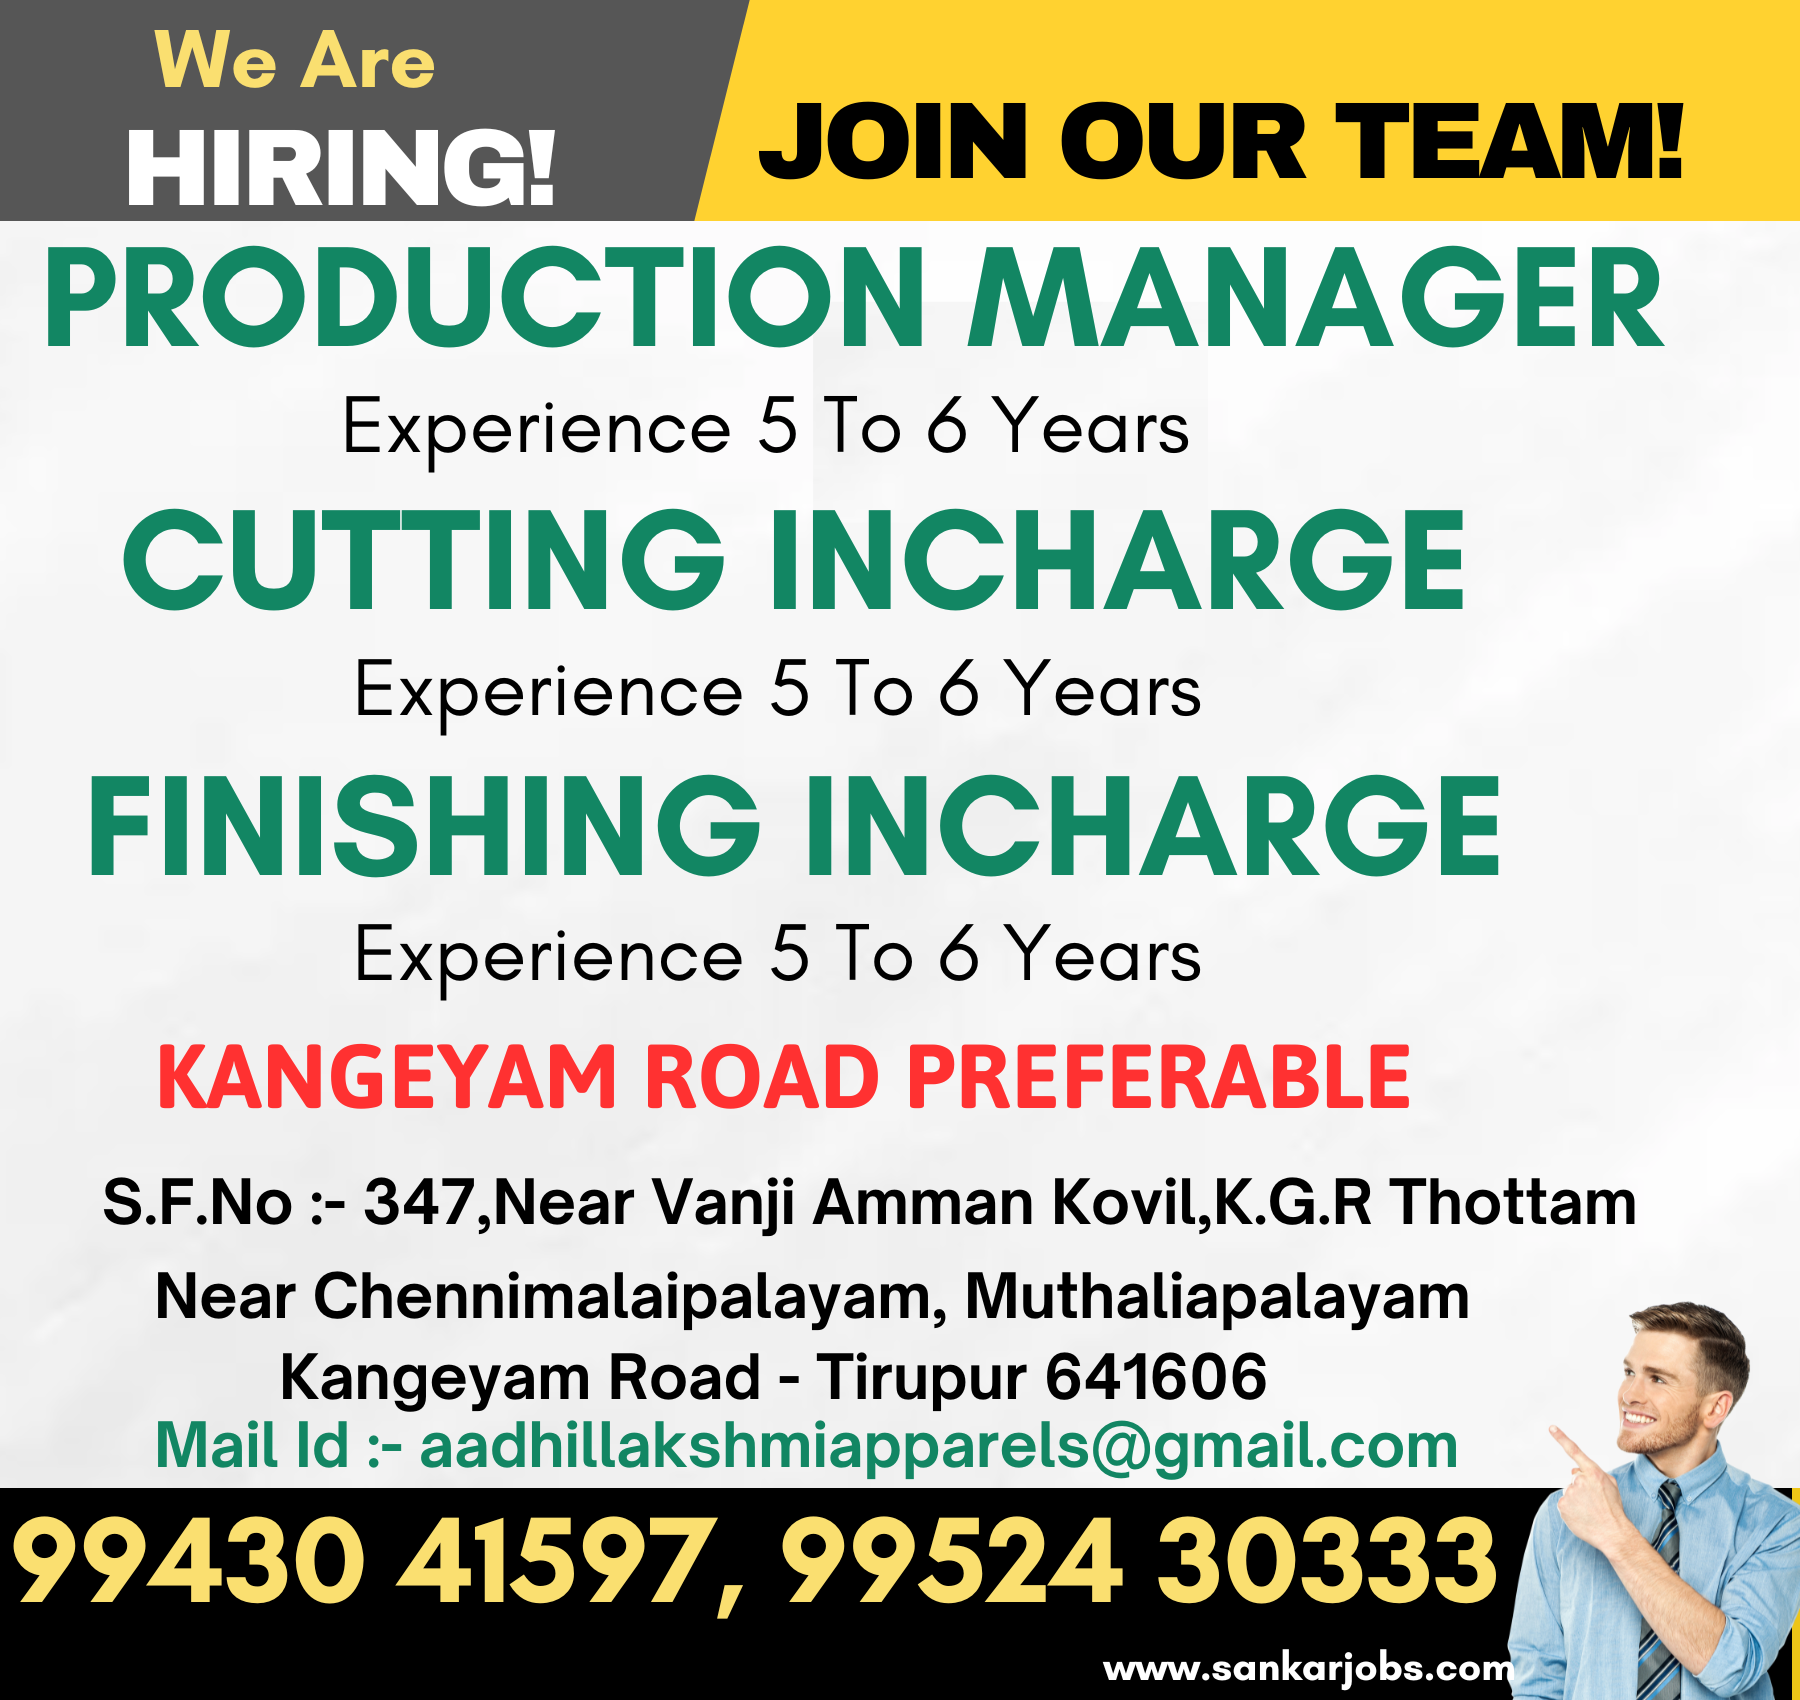 We Are
HIRING!
JOIN OUR TEAM!
PRODUCTION MANAGER
Experience 5 To 6 Years
CUTTING INCHARGE
Experience 5 To 6 Years
FINISHING INCHARGE
Experience 5 To 6 Years
KANGEYAM ROAD PREFERABLE
S.F.No :- 347,Near Vanji Amman Kovil,K.G.R Thottam
Near Chennimalaipalayam, Muthaliapalayam
Kangeyam Road - Tirupur 641606
Mail Id :- aadhillakshmiapparels@gmail.com
99430 41597, 99524 30333
www.sankarjobs.com